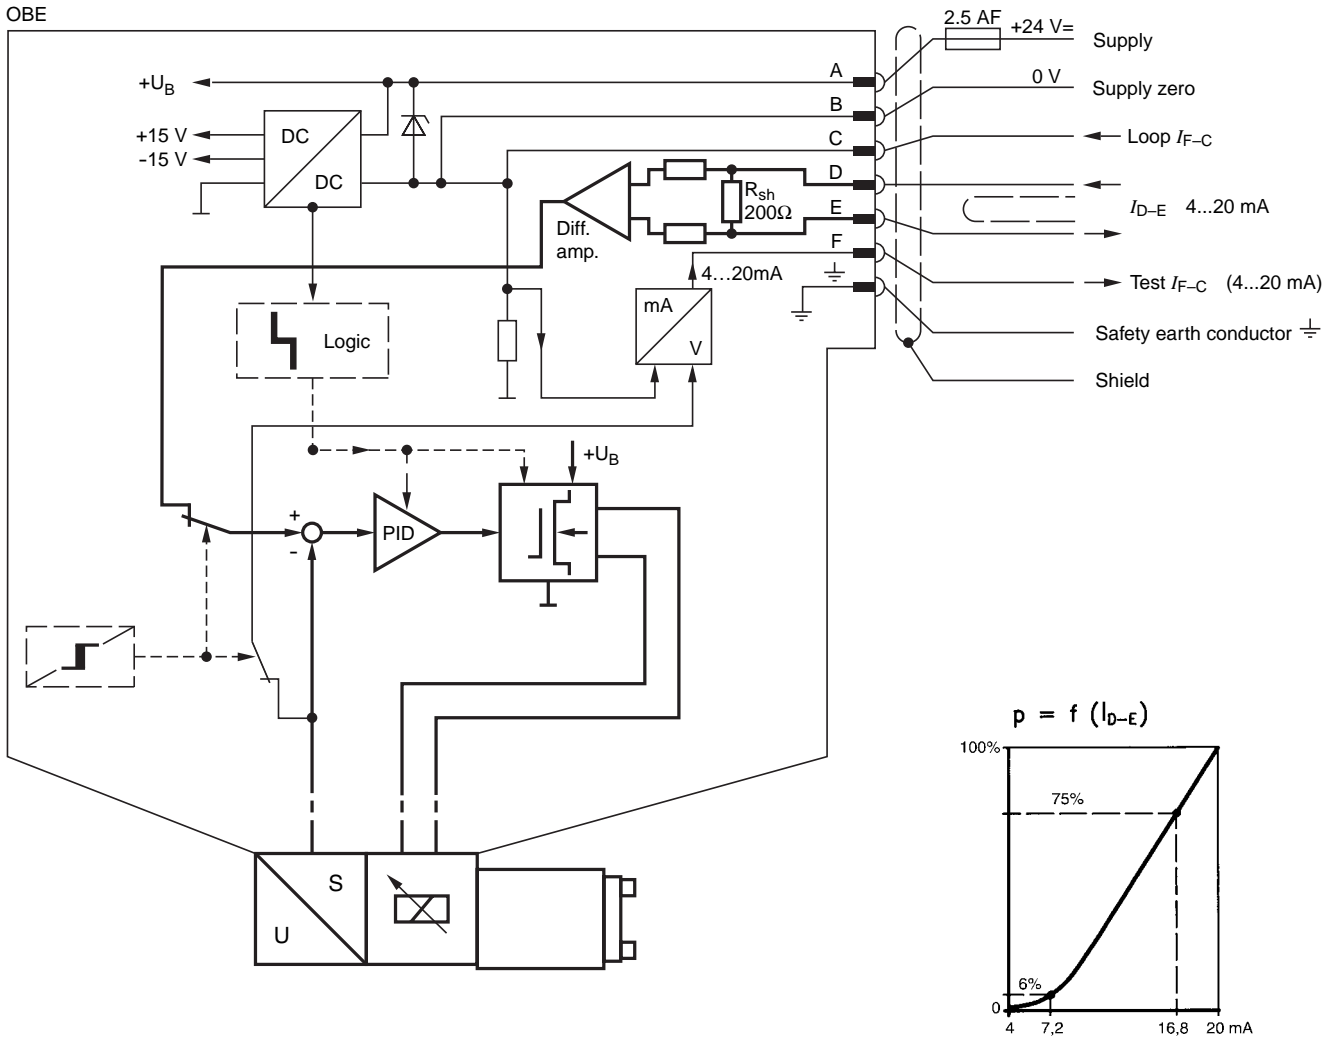 OBE
2.5 AF
+24 V=
Supply
+U_B
A
0 V
Supply zero
B
+15 V
DC
-15 V
DC
C
Loop I_F–C
D
R_sh
200Ω
Diff.
amp.
E
I_D–E 4...20 mA
F
4…20mA
Test I_F–C (4...20 mA)
mA
V
Logic
Safety earth conductor
Shield
+U_B
+
-
PID
S
U
p = f (I_D–E)
100%
75%
6%
0
4
7,2
16,8
20 mA